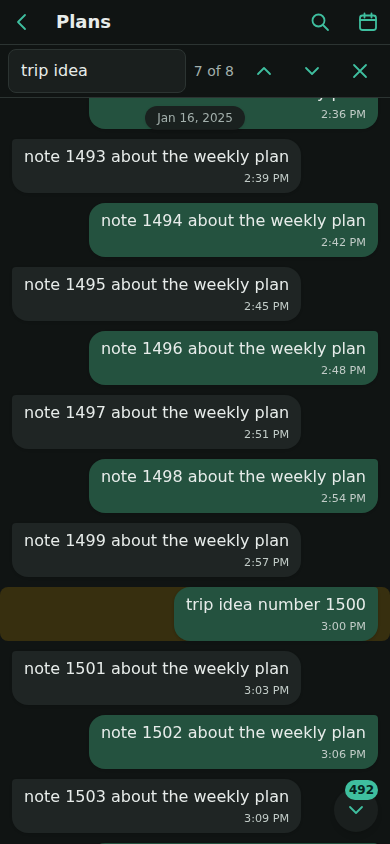 Plans
trip idea
7 of 8
2:36 PM
Jan 16, 2025
note 1493 about the weekly plan
2:39 PM
note 1494 about the weekly plan
2:42 PM
note 1495 about the weekly plan
2:45 PM
note 1496 about the weekly plan
2:48 PM
note 1497 about the weekly plan
2:51 PM
note 1498 about the weekly plan
2:54 PM
note 1499 about the weekly plan
2:57 PM
trip idea number 1500
3:00 PM
note 1501 about the weekly plan
3:03 PM
note 1502 about the weekly plan
3:06 PM
note 1503 about the weekly plan
3:09 PM
492